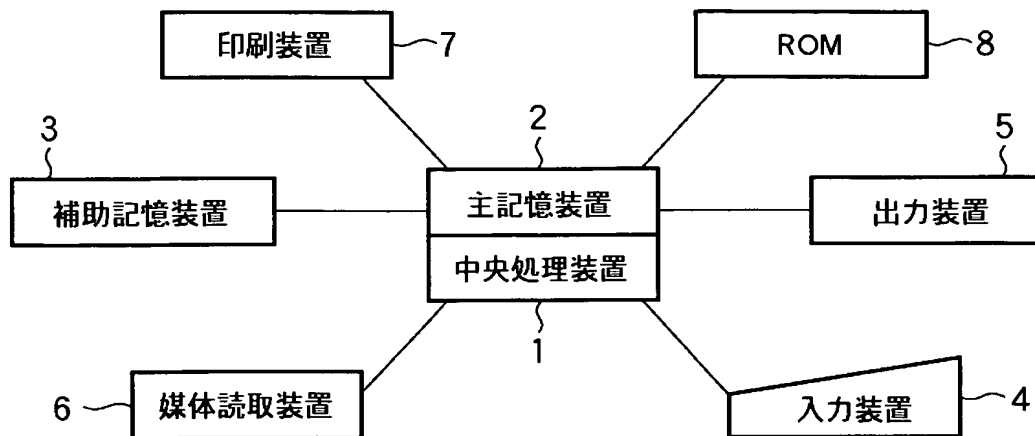 印刷装置
7
ROM
8
3
2
5
補助記憶装置
主記憶装置
出力装置
中央処理装置
1
6
媒体読取装置
入力装置
4